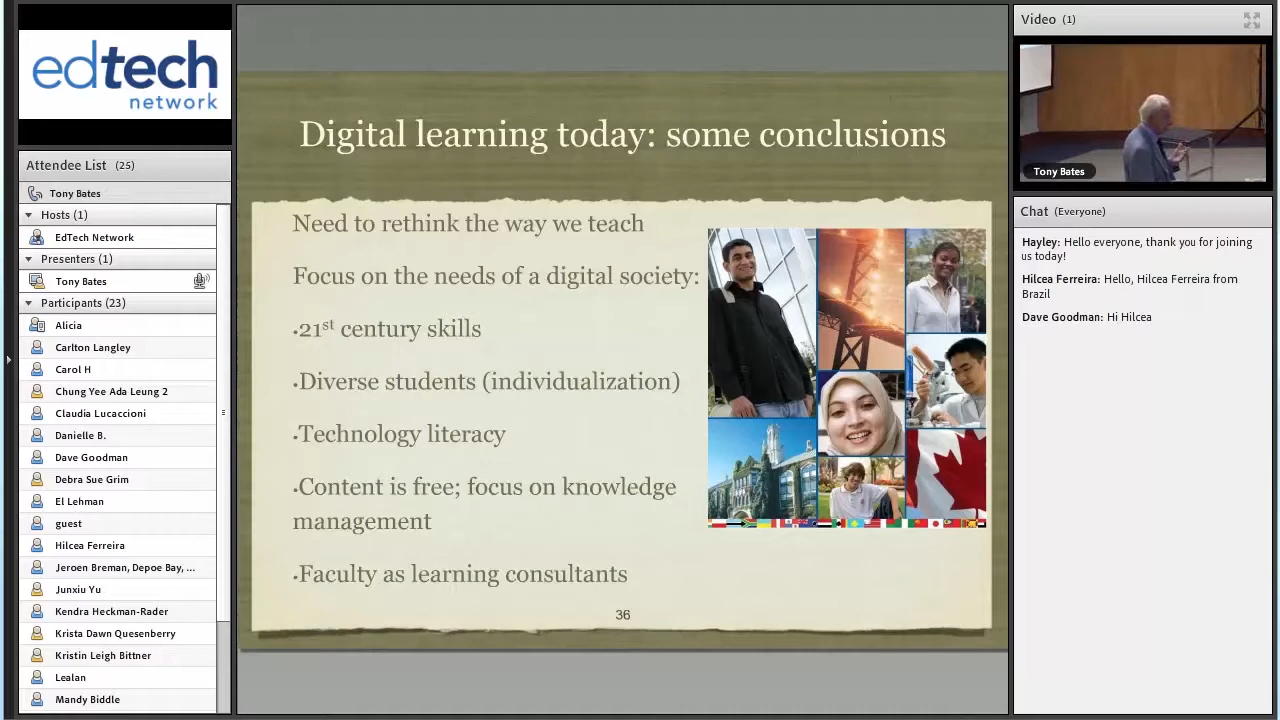 edtech
network
Attendee List (25)
Tony Bates
Hosts (1)
EdTech Network
Presenters (1)
Tony Bates
Participants (23)
Alicia
Carlton Langley
Carol H
Chung Yee Ada Leung 2
Claudia Lucaccioni
Danielle B.
Dave Goodman
Debra Sue Grim
El Lehman
guest
Hilcea Ferreira
Jeroen Breman, Depoe Bay, ...
Junxiu Yu
Kendra Heckman-Rader
Krista Dawn Quesenberry
Kristin Leigh Bittner
Lealan
Mandy Biddle
Digital learning today: some conclusions
Need to rethink the way we teach
Focus on the needs of a digital society:
•21st century skills
•Diverse students (individualization)
•Technology literacy
•Content is free; focus on knowledge
management
•Faculty as learning consultants
36
Video (1)
Tony Bates
Chat (Everyone)
Hayley: Hello everyone, thank you for joining
us today!
Hilcea Ferreira: Hello, Hilcea Ferreira from
Brazil
Dave Goodman: Hi Hilcea